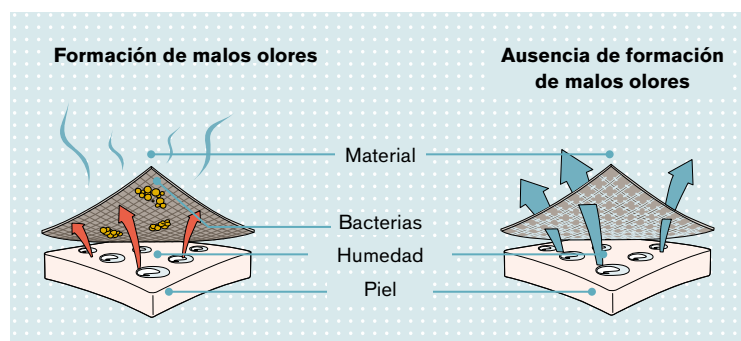 Formación de malos olores
Ausencia de formación
de malos olores
Material
Bacterias
Humedad
Piel